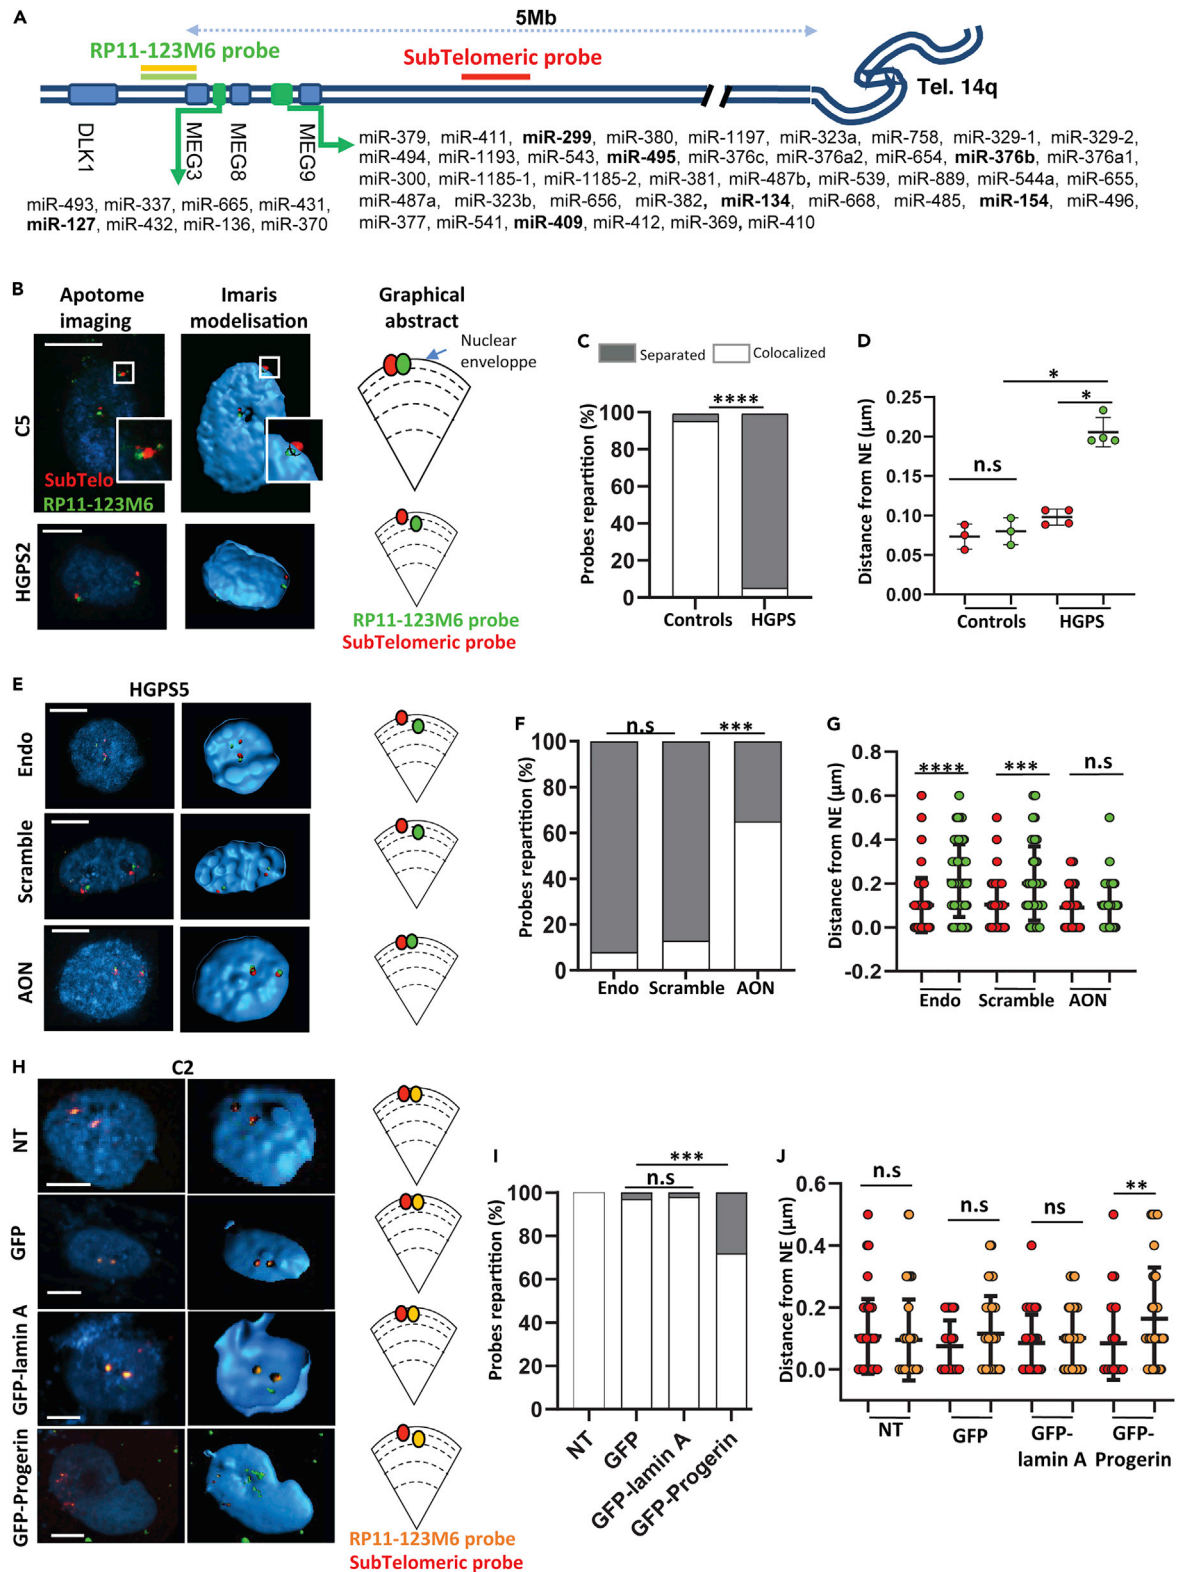 A
5Mb
RP11-123M6 probe
SubTelomeric probe
Tel. 14q
DLK1
MEG3
MEG8
MEG9
miR-379, miR-411, miR-299, miR-380, miR-1197, miR-323a, miR-758, miR-329-1, miR-329-2,
miR-494, miR-1193, miR-543, miR-495, miR-376c, miR-376a2, miR-654, miR-376b, miR-376a1,
miR-300, miR-1185-1, miR-1185-2, miR-381, miR-487b, miR-539, miR-889, miR-544a, miR-655,
miR-487a, miR-323b, miR-656, miR-382, miR-134, miR-668, miR-485, miR-154, miR-496,
miR-377, miR-541, miR-409, miR-412, miR-369, miR-410
miR-493, miR-337, miR-665, miR-431,
miR-127, miR-432, miR-136, miR-370
B
Apotome
imaging
Imaris
modelisation
Graphical
abstract
Nuclear
enveloppe
C5
SubTelo
RP11-123M6
HGPS2
RP11-123M6 probe
SubTelomeric probe
C
Separated
Colocalized
****
Probes repartition (%)
100
80
60
40
20
0
Controls
HGPS
D
*
*
n.s
Distance from NE (µm)
0.25
0.20
0.15
0.10
0.05
0.00
Controls
HGPS
E
HGPS5
Endo
Scramble
AON
F
n.s
***
Probes repartition (%)
100
80
60
40
20
0
Endo
Scramble
AON
G
****
***
n.s
Distance from NE (µm)
0.8
0.6
0.4
0.2
0.0
-0.2
Endo
Scramble
AON
H
C2
NT
GFP
GFP-lamin A
GFP-Progerin
RP11-123M6 probe
SubTelomeric probe
I
***
n.s
Probes repartition (%)
100
80
60
40
20
0
NT
GFP
GFP-lamin A
GFP-Progerin
J
n.s
n.s
ns
**
Distance from NE (µm)
0.6
0.4
0.2
0.0
NT
GFP
GFP-
lamin A
GFP-
Progerin